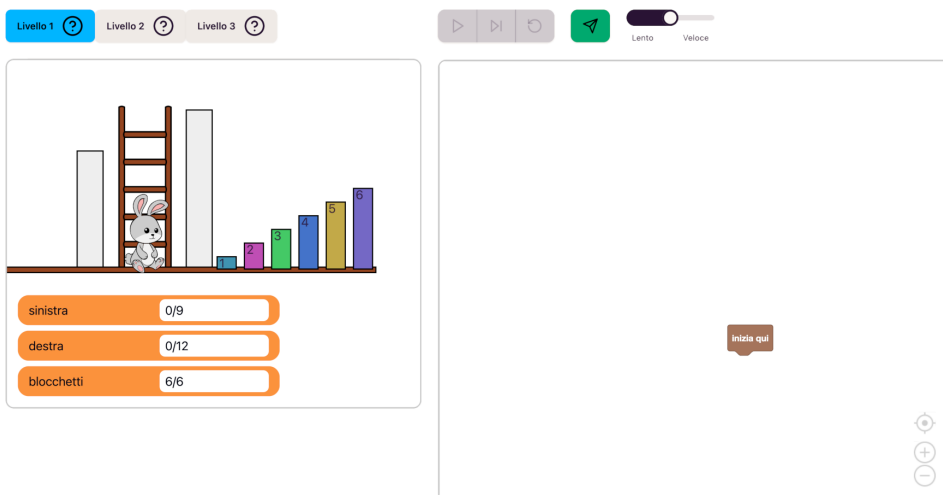 Livello 1 ?
Livello 2 ?
Livello 3 ?
Lento Veloce
1 2 3 4 5 6
sinistra 0/9
destra 0/12
blocchetti 6/6
inizia qui